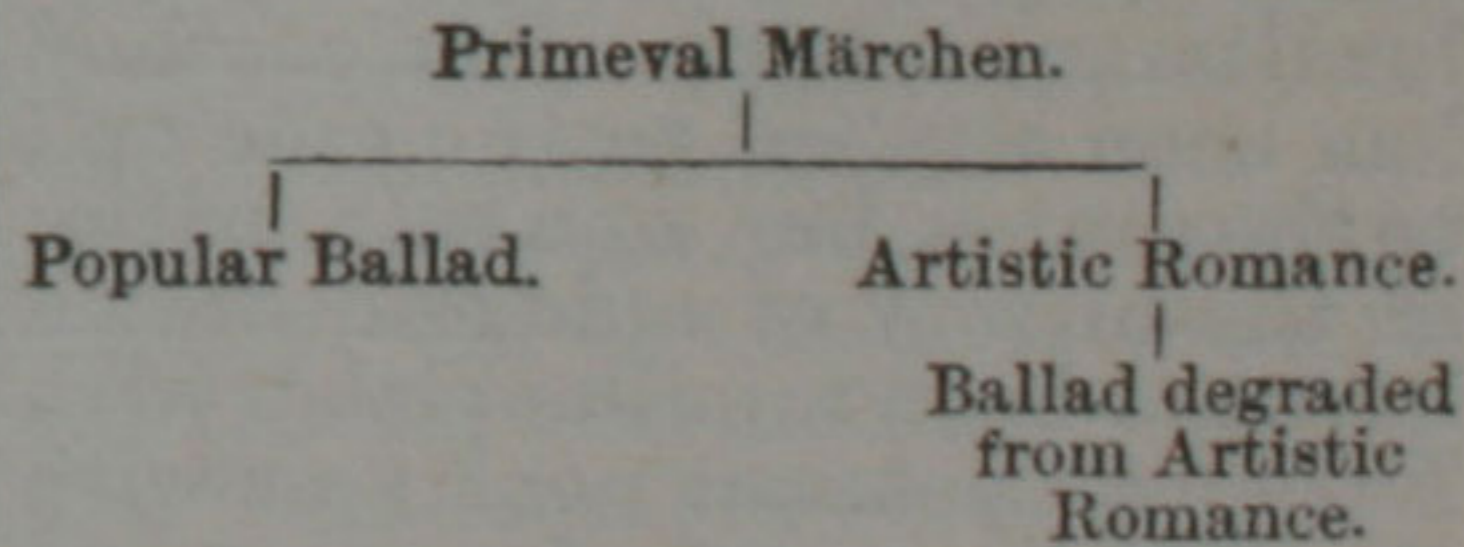 Primeval Märchen.
Popular Ballad.
Artistic Romance.
Ballad degraded
from Artistic
Romance.